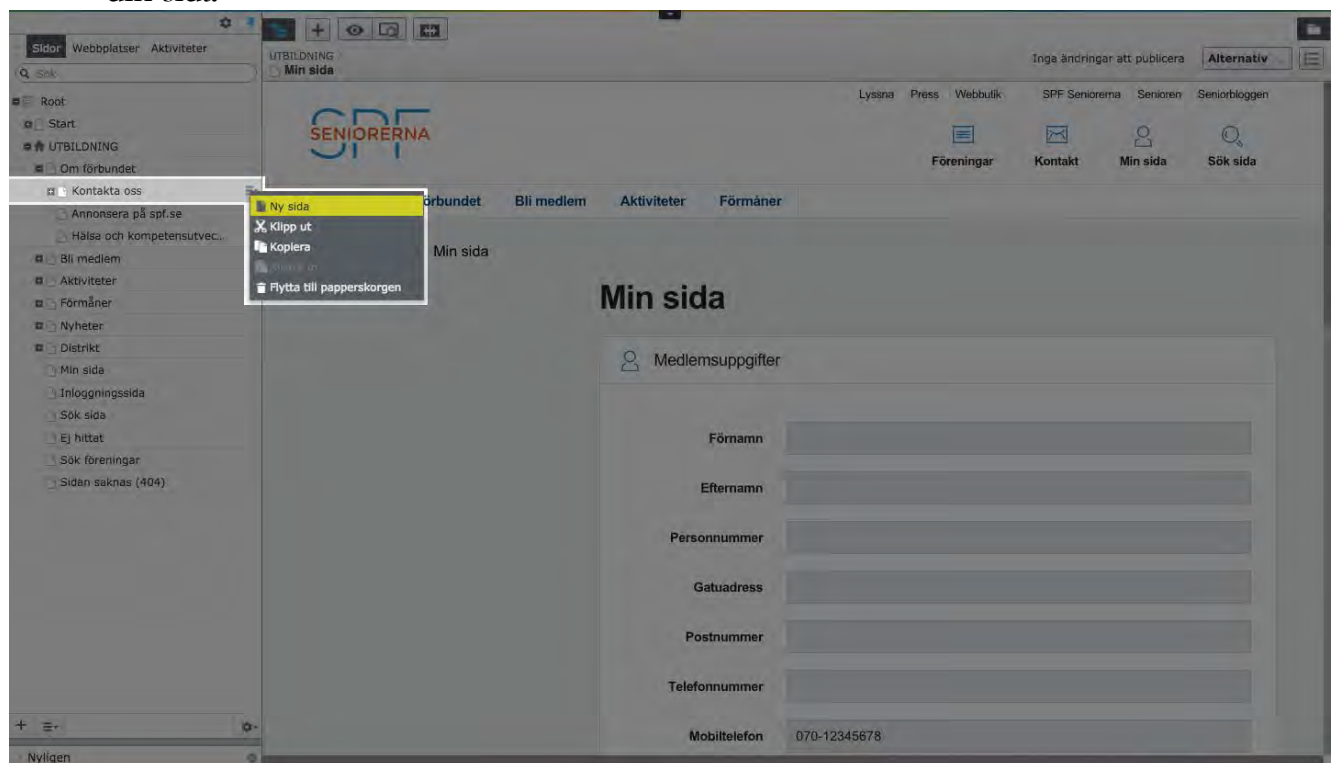 din sida.
Sidor Webbplatser Aktiviteter
Sök
Root
Start
UTBILDNING
Om förbundet
Kontakta oss
Annonsera på spf.se
Hälsa och kompetensutvec...
Bli medlem
Aktiviteter
Förmåner
Nyheter
Distrikt
Min sida
Inloggningssida
Sök sida
Ej hittat
Sök föreningar
Sidan saknas (404)
Nyligen
Ny sida
Klipp ut
Kopiera
Flytta till papperskorgen
UTBILDNING
Min sida
Inga ändringar att publicera Alternativ
Lyssna Press Webbutik SPF Seniorerna Senioren Seniorbloggen
SPF
SENIORERNA
Föreningar Kontakt Min sida Sök sida
örbundet Bli medlem Aktiviteter Förmåner
Min sida
Min sida
Medlemsuppgifter
Förnamn
Efternamn
Personnummer
Gatuadress
Postnummer
Telefonnummer
Mobiltelefon 070-12345678